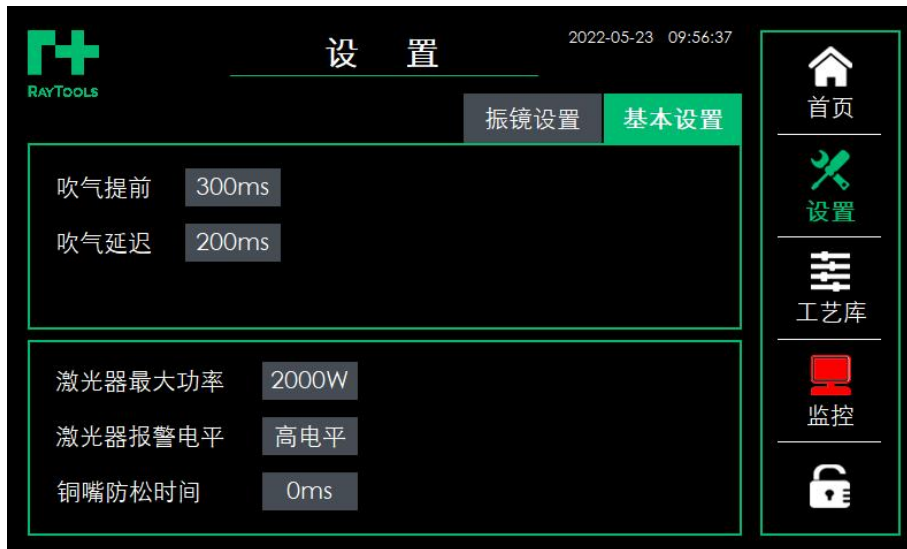 RAYTOOLS
设 置
2022-05-23 09:56:37
振镜设置 基本设置
吹气提前 300ms
吹气延迟 200ms
激光器最大功率 2000W
激光器报警电平 高电平
铜嘴防松时间 0ms
首页
设置
工艺库
监控